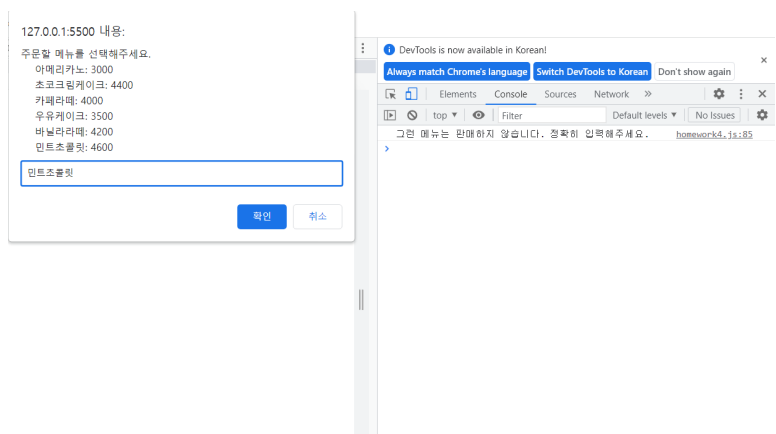 127.0.0.1:5500 내용:
주문할 메뉴를 선택해주세요.
아메리카노: 3000
초코크림케이크: 4400
카페라떼: 4000
우유케이크: 3500
바닐라라떼: 4200
민트초콜릿: 4600
민트조콜릿
확인 취소
DevTools is now available in Korean!
Always match Chrome's language Switch DevTools to Korean Don't show again
Elements Console Sources Network
top Filter Default levels No Issues
그런 메뉴는 판매하지 않습니다. 정확히 입력해주세요. homework4.js:85